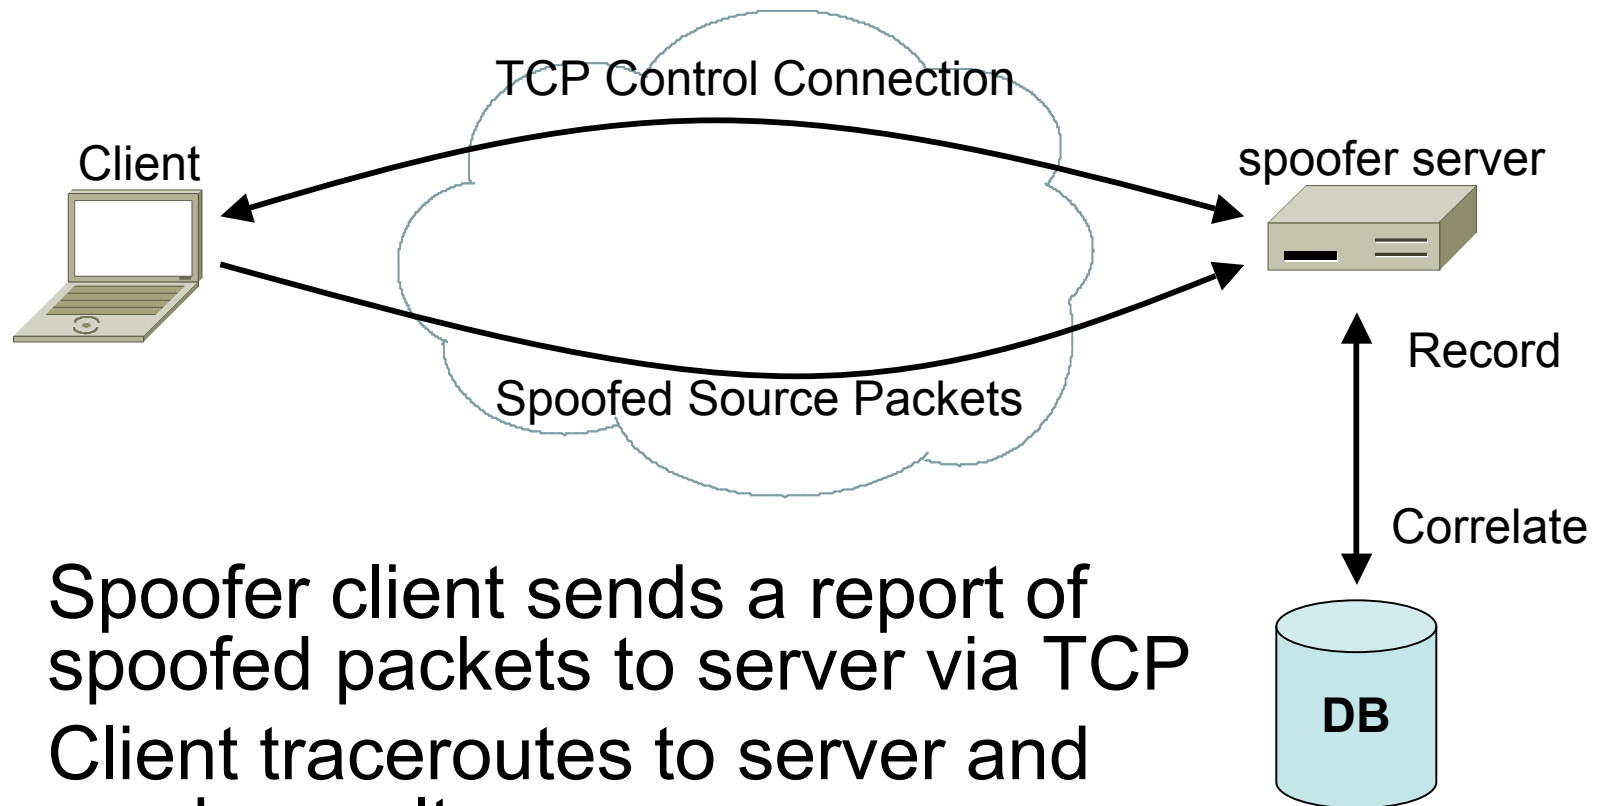 TCP Control Connection
Client
spoofer server
Spoofed Source Packets
Record
Correlate
DB
Spoofer client sends a report of
spoofed packets to server via TCP
Client traceroutes to server and